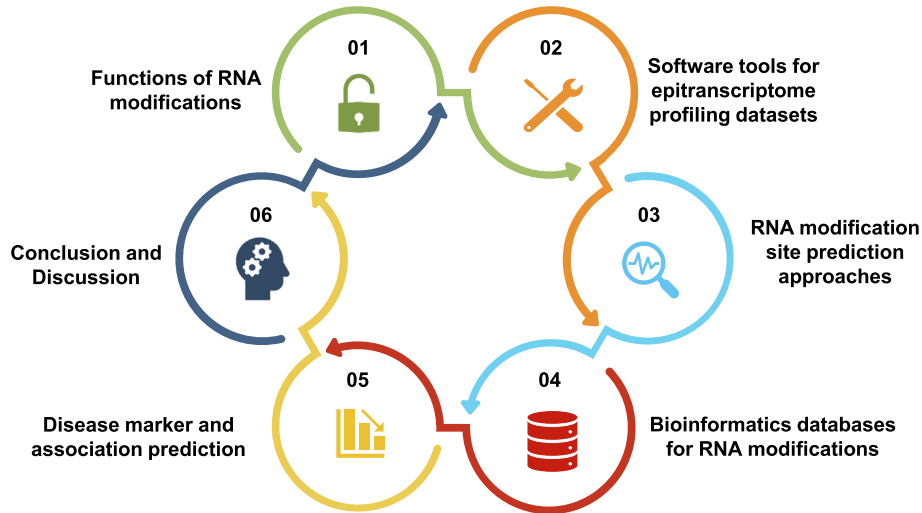 01
Functions of RNA
modifications
02
Software tools for
epitranscriptome
profiling datasets
03
RNA modification
site prediction
approaches
04
Bioinformatics databases
for RNA modifications
05
Disease marker and
association prediction
06
Conclusion and
Discussion